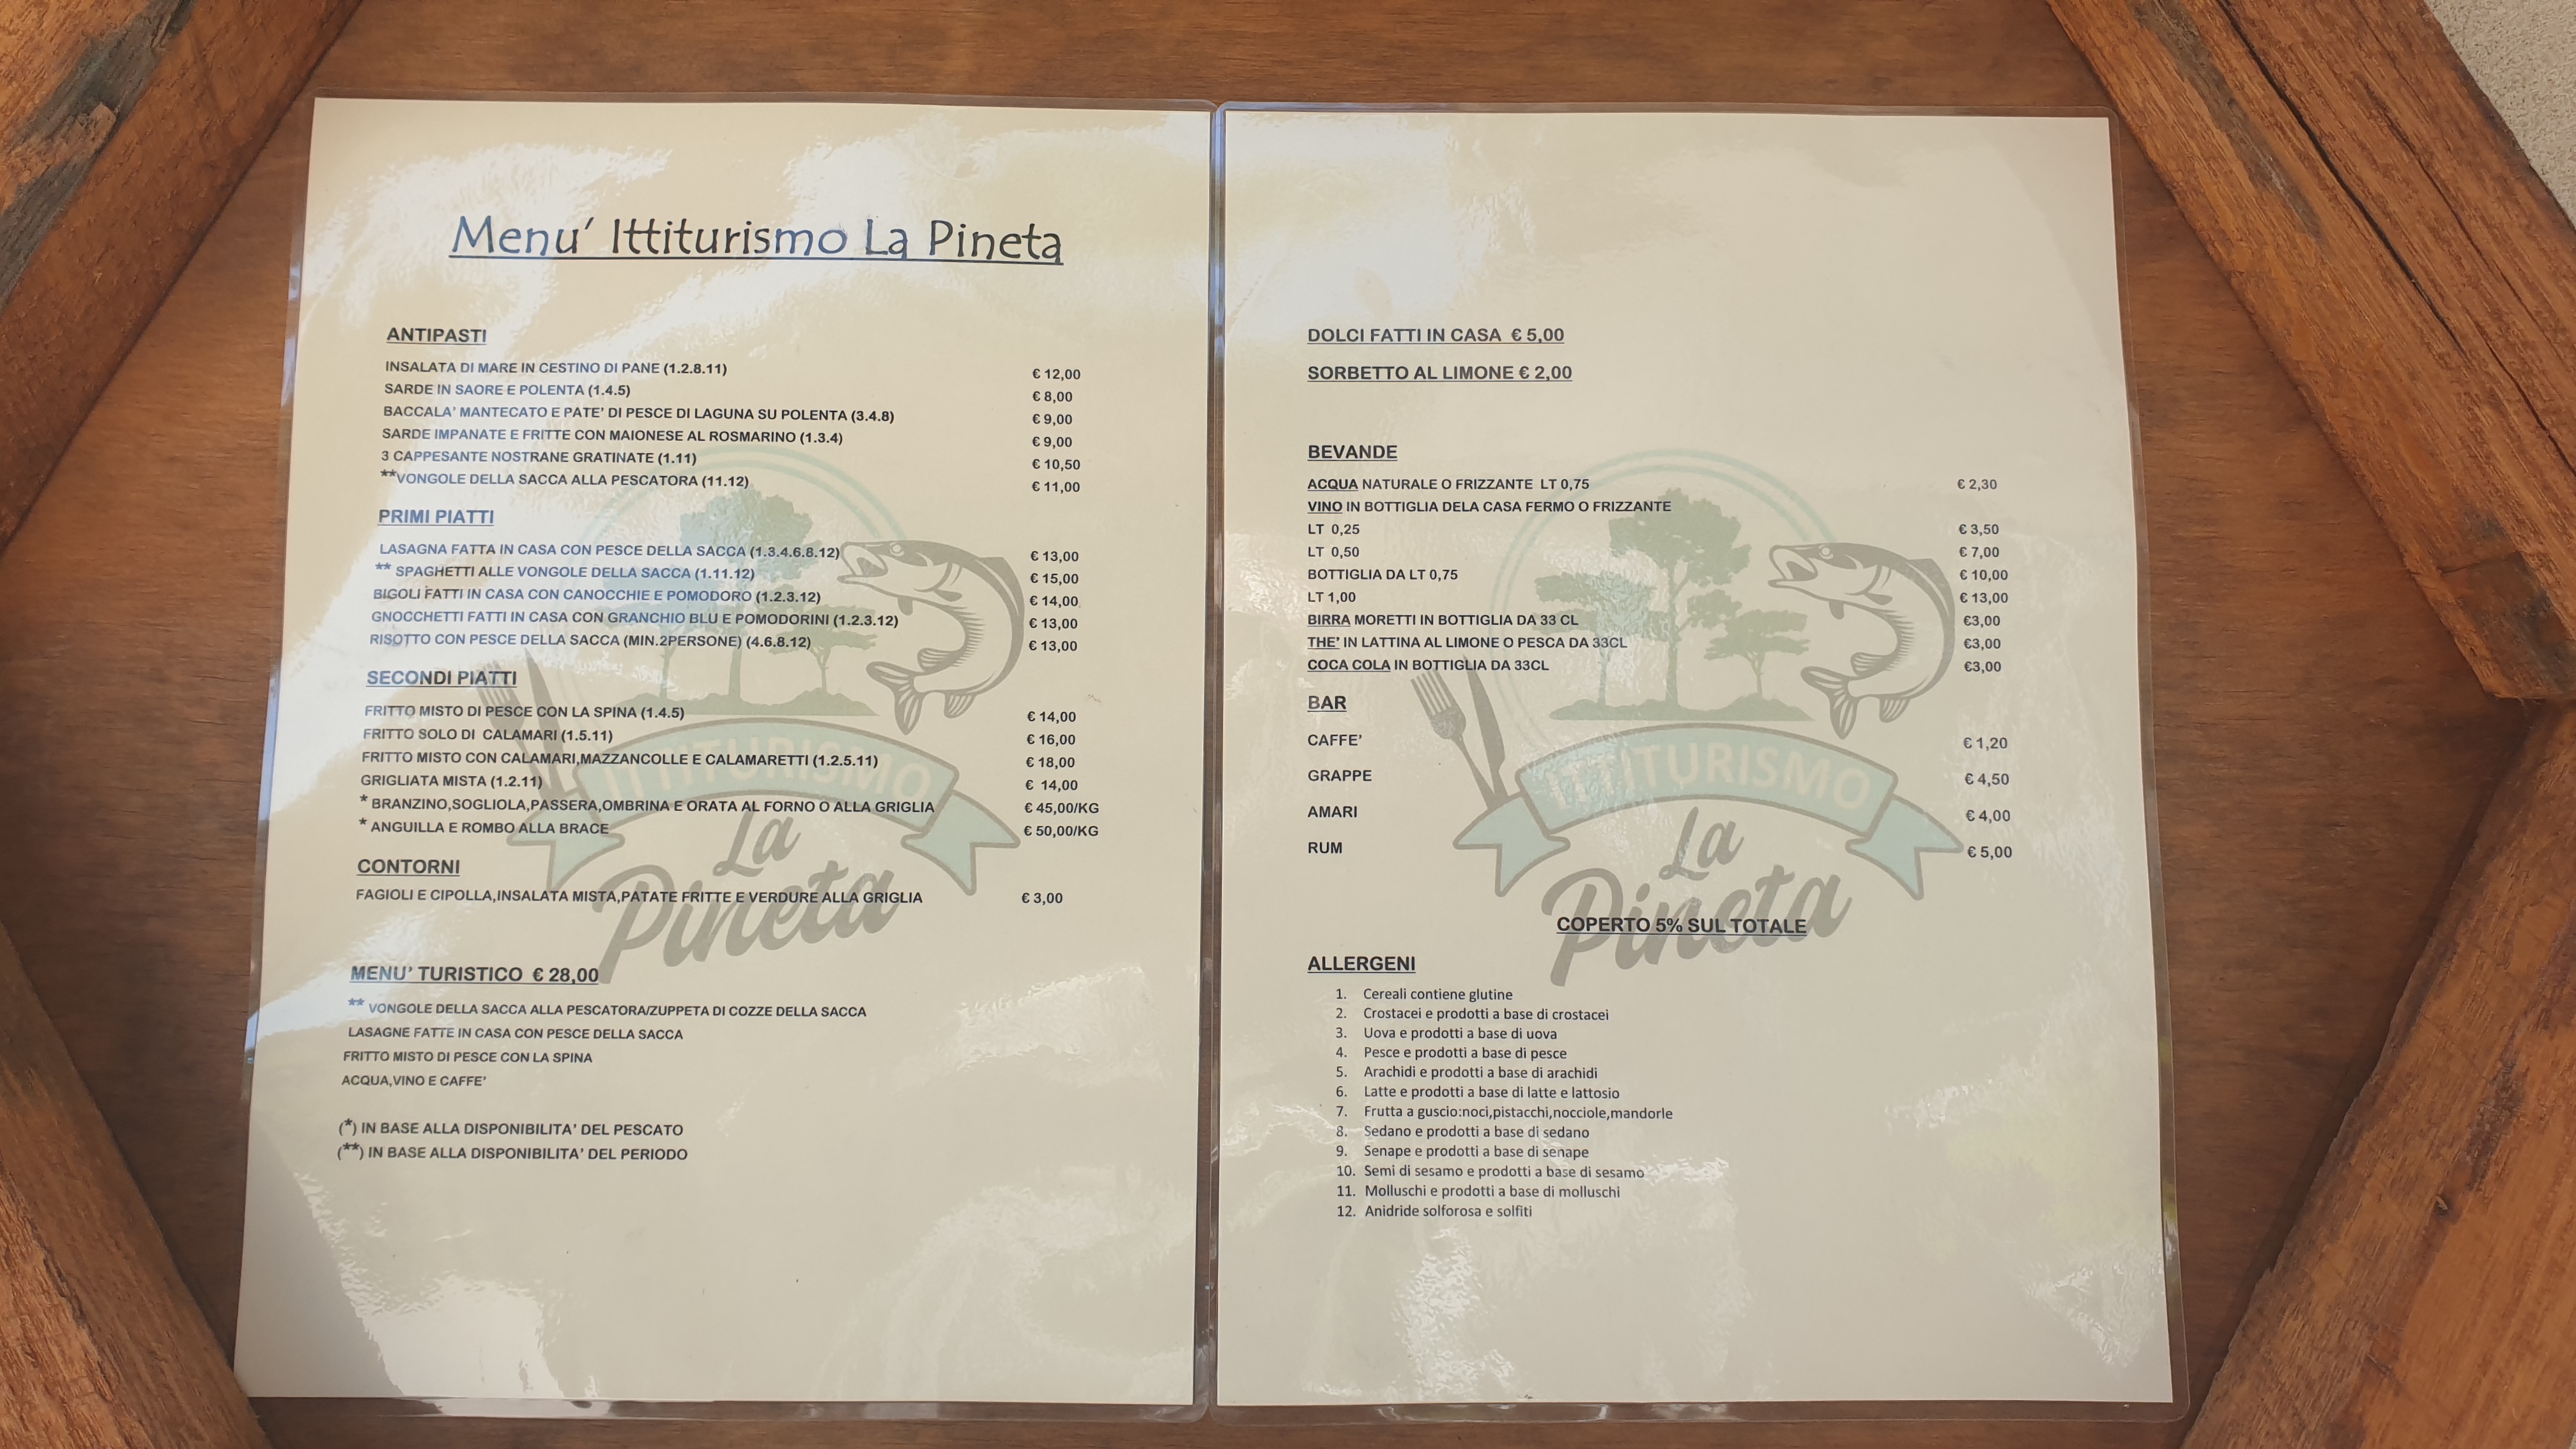 Menu' Ittiturismo La Pineta
ANTIPASTI
INSALATA DI MARE IN CESTINO DI PANE (1.2.8.11) € 12,00
SARDE IN SAORE E POLENTA (1.4.5) € 8,00
BACCALA' MANTECATO E PATE' DI PESCE DI LAGUNA SU POLENTA (3.4.8) € 9,00
SARDE IMPANATE E FRITTE CON MAIONESE AL ROSMARINO (1.3.4) € 9,00
3 CAPPESANTE NOSTRANE GRATINATE (1.11) € 10,50
**VONGOLE DELLA SACCA ALLA PESCATORA (11.12) € 11,00
PRIMI PIATTI
LASAGNA FATTA IN CASA CON PESCE DELLA SACCA (1.3.4.6.8.12) € 13,00
** SPAGHETTI ALLE VONGOLE DELLA SACCA (1.11.12) € 15,00
BIGOLI FATTI IN CASA CON CANOCCHIE E POMODORO (1.2.3.12) € 14,00
GNOCCHETTI FATTI IN CASA CON GRANCHIO BLU E POMODORINI (1.2.3.12) € 13,00
RISOTTO CON PESCE DELLA SACCA (MIN.2PERSONE) (4.6.8.12) € 13,00
SECONDI PIATTI
FRITTO MISTO DI PESCE CON LA SPINA (1.4.5) € 14,00
FRITTO SOLO DI CALAMARI (1.5.11) € 16,00
FRITTO MISTO CON CALAMARI,MAZZANCOLLE E CALAMARETTI (1.2.5.11) € 18,00
GRIGLIATA MISTA (1.2.11) € 14,00
* BRANZINO,SOGLIOLA,PASSERA,OMBRINA E ORATA AL FORNO O ALLA GRIGLIA € 45,00/KG
* ANGUILLA E ROMBO ALLA BRACE € 50,00/KG
CONTORNI
FAGIOLI E CIPOLLA,INSALATA MISTA,PATATE FRITTE E VERDURE ALLA GRIGLIA € 3,00
MENU' TURISTICO € 28,00
** VONGOLE DELLA SACCA ALLA PESCATORA/ZUPPETA DI COZZE DELLA SACCA
LASAGNE FATTE IN CASA CON PESCE DELLA SACCA
FRITTO MISTO DI PESCE CON LA SPINA
ACQUA,VINO E CAFFE'
(*) IN BASE ALLA DISPONIBILITA' DEL PESCATO
(**) IN BASE ALLA DISPONIBILITA' DEL PERIODO
ITTITURISMO
La
Pineta
DOLCI FATTI IN CASA € 5,00
SORBETTO AL LIMONE € 2,00
BEVANDE
ACQUA NATURALE O FRIZZANTE LT 0,75 € 2,30
VINO IN BOTTIGLIA DELA CASA FERMO O FRIZZANTE
LT 0,25 € 3,50
LT 0,50 € 7,00
BOTTIGLIA DA LT 0,75 € 10,00
LT 1,00 € 13,00
BIRRA MORETTI IN BOTTIGLIA DA 33 CL €3,00
THE' IN LATTINA AL LIMONE O PESCA DA 33CL €3,00
COCA COLA IN BOTTIGLIA DA 33CL €3,00
BAR
CAFFE' € 1,20
GRAPPE € 4,50
AMARI € 4,00
RUM € 5,00
COPERTO 5% SUL TOTALE
ALLERGENI
1. Cereali contiene glutine
2. Crostacei e prodotti a base di crostacei
3. Uova e prodotti a base di uova
4. Pesce e prodotti a base di pesce
5. Arachidi e prodotti a base di arachidi
6. Latte e prodotti a base di latte e lattosio
7. Frutta a guscio:noci,pistacchi,nocciole,mandorle
8. Sedano e prodotti a base di sedano
9. Senape e prodotti a base di senape
10. Semi di sesamo e prodotti a base di sesamo
11. Molluschi e prodotti a base di molluschi
12. Anidride solforosa e solfiti
ITTITURISMO
La
Pineta